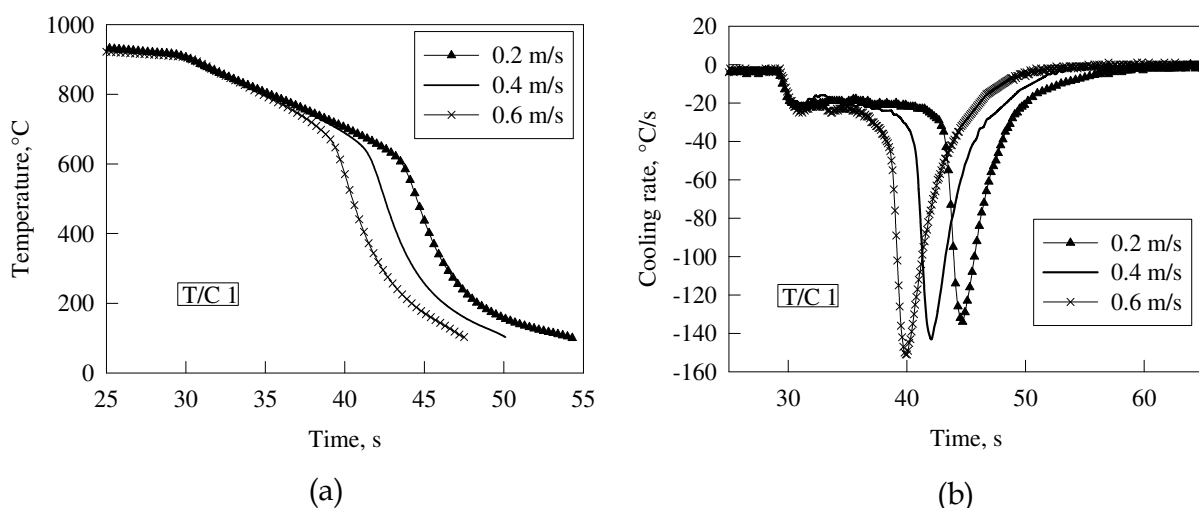 1000
800
600
400
200
0
Temperature,°C
25 30 35 40 45 50 55
Time, s
0.2 m/s
0.4 m/s
0.6 m/s
T/C 1
(a)
20
0
-20
-40
-60
-80
-100
-120
-140
-160
Cooling rate, °C/s
30 40 50 60
Time, s
0.2 m/s
0.4 m/s
0.6 m/s
T/C 1
(b)